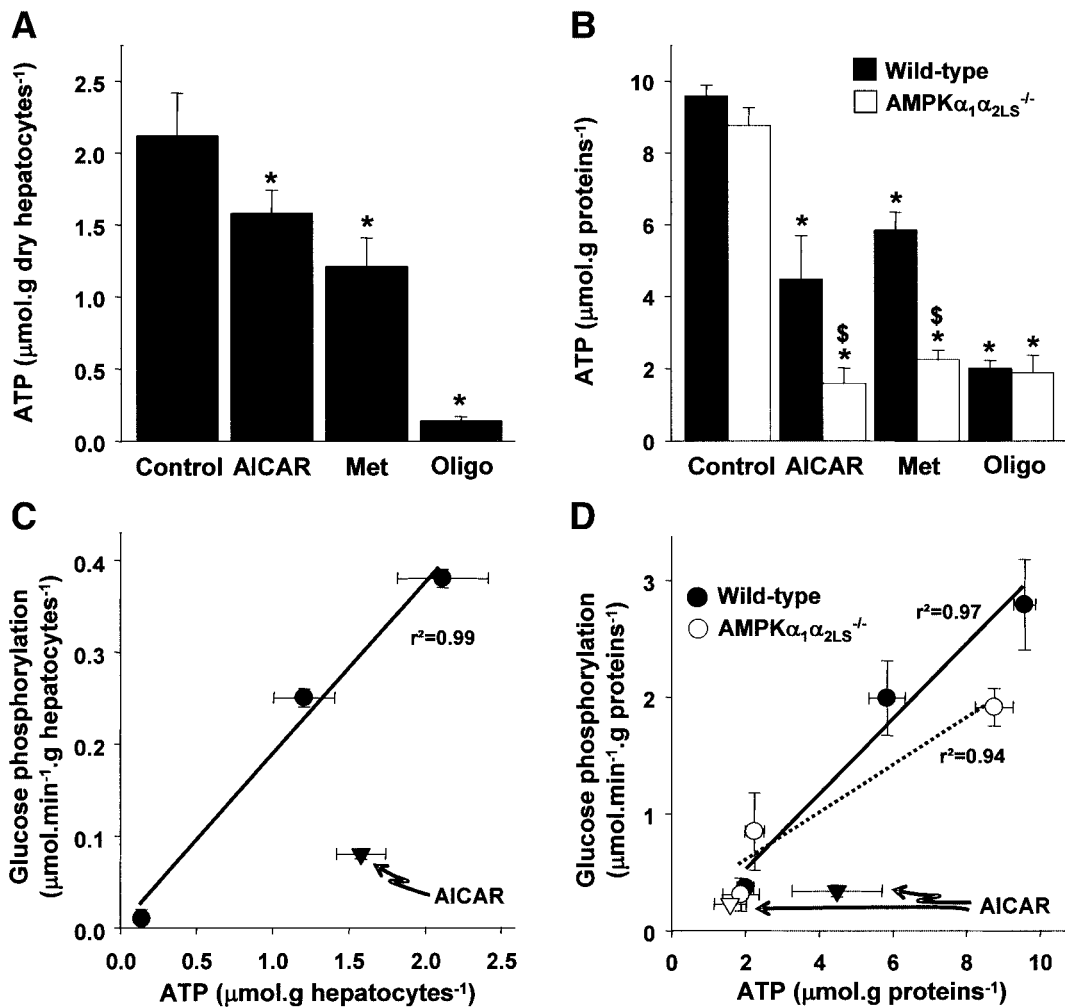 A
ATP (μmol.g dry hepatocytes⁻¹)
2.5
2.0
1.5
1.0
0.5
0.0
*
*
*
Control AICAR Met Oligo
B
ATP (μmol.g proteins⁻¹)
10
8
6
4
2
0
Wild-type
AMPKα₁α₂LS⁻/⁻
*
$
*
*
$
*
*
*
Control AICAR Met Oligo
C
Glucose phosphorylation
(μmol.min⁻¹.g hepatocytes⁻¹)
0.4
0.3
0.2
0.1
0.0
r²=0.99
AICAR
0.0 0.5 1.0 1.5 2.0 2.5
ATP (μmol.g hepatocytes⁻¹)
D
Glucose phosphorylation
(μmol.min⁻¹.g proteins⁻¹)
3
2
1
0
Wild-type
AMPKα₁α₂LS⁻/⁻
r²=0.97
r²=0.94
AICAR
0 2 4 6 8 10
ATP (μmol.g proteins⁻¹)